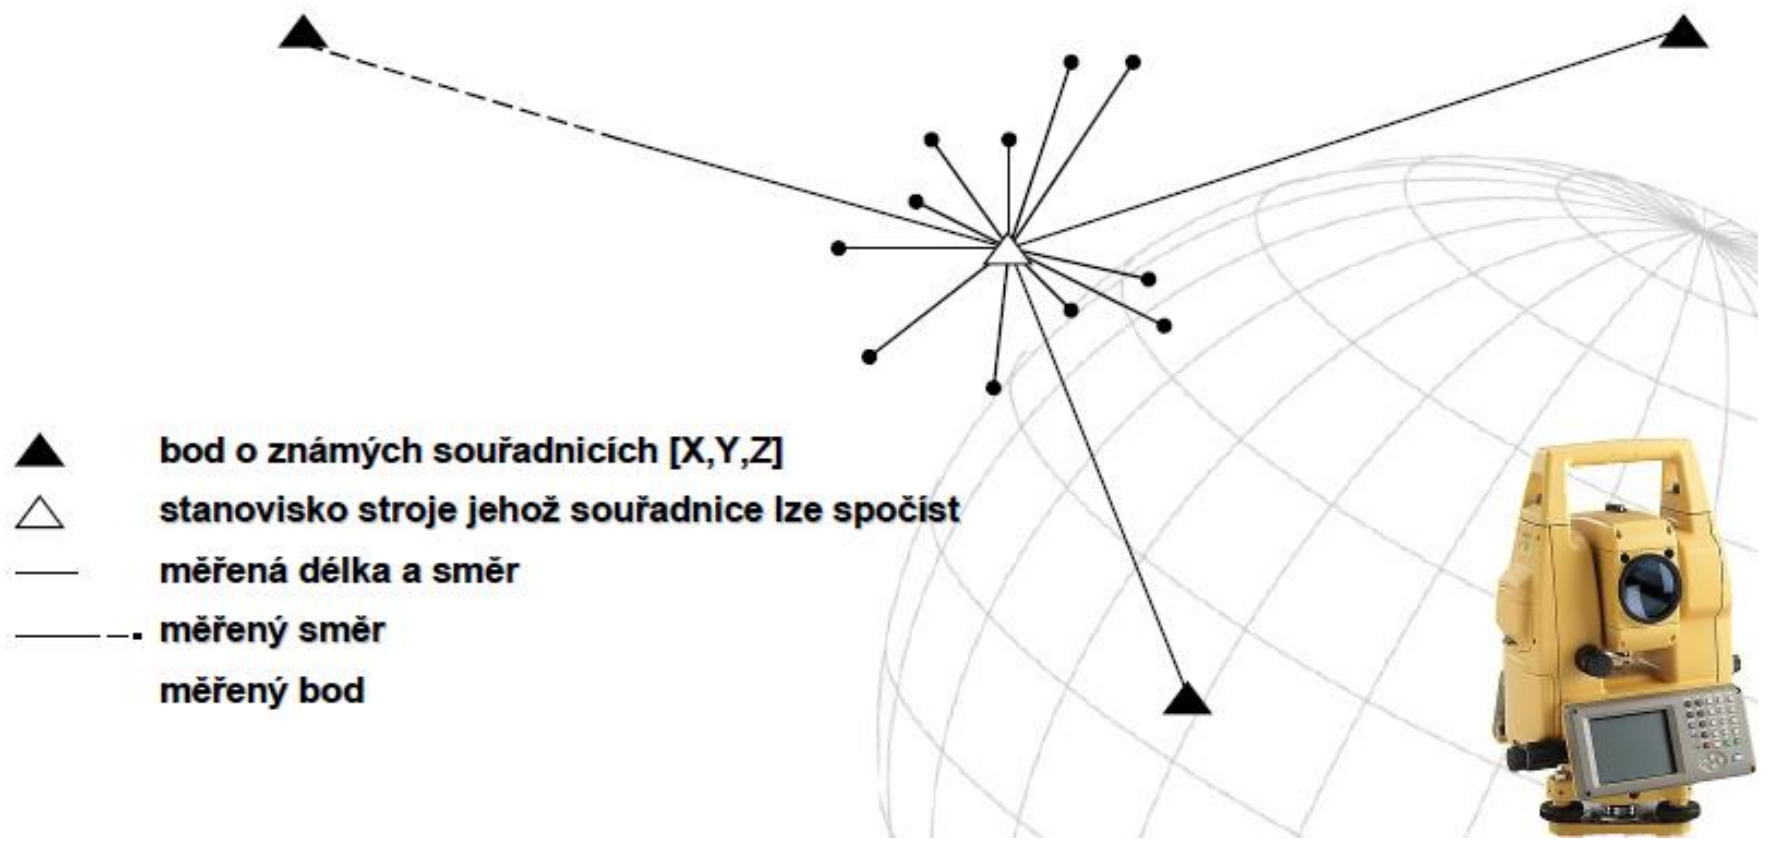 bod o známých souřadnicích [X,Y,Z]
stanovisko stroje jehož souřadnice lze spočíst
měřená délka a směr
měřený směr
měřený bod